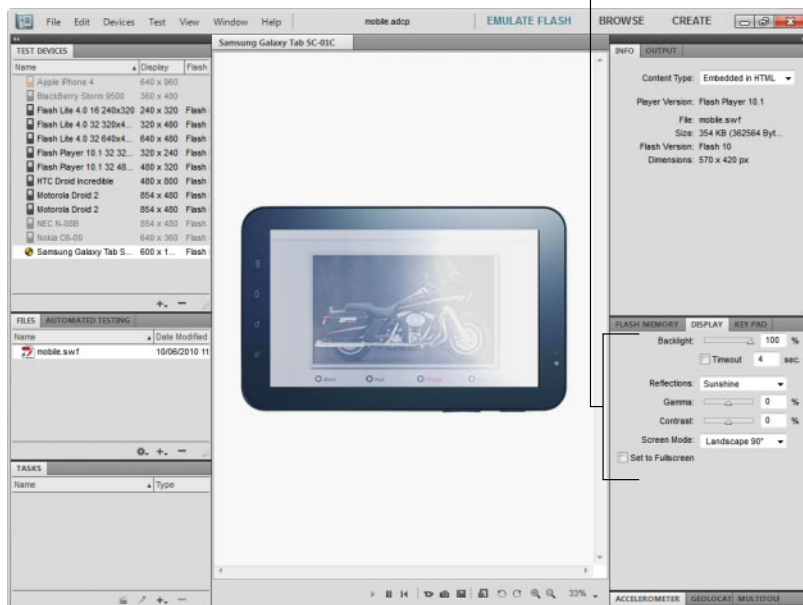 File Edit Devices Test View Window Help mobile.adcp EMULATE FLASH BROWSE CREATE
TEST DEVICES
Name Display Flash
Apple iPhone 4 640 x 960
BlackBerry Storm 9500 360 x 480
Flash Lite 4.0 16 240x320 240 x 320 Flash
Flash Lite 4.0 32 320x4... 320 x 480 Flash
Flash Lite 4.0 32 640x4... 640 x 480 Flash
Flash Player 10.1 32 32... 320 x 240 Flash
Flash Player 10.1 32 48... 480 x 320 Flash
HTC Droid Incredible 480 x 800 Flash
Motorola Droid 2 854 x 480 Flash
Motorola Droid 2 854 x 480 Flash
NEC N-08B 854 x 480 Flash
Nokia C6-00 640 x 360 Flash
Samsung Galaxy Tab S... 600 x 1... Flash
FILES AUTOMATED TESTING
Name Date Modified
mobile.swf 10/06/2010 11
TASKS
Name Type
Samsung Galaxy Tab SC-01C
33%
INFO OUTPUT
Content Type: Embedded in HTML
Player Version: Flash Player 10.1
File: mobile.swf
Size: 354 KB (362564 Byt...
Flash Version: Flash 10
Dimensions: 570 x 420 px
FLASH MEMORY DISPLAY KEY PAD
Backlight: 100 %
Timeout 4 sec.
Reflections: Sunshine
Gamma: 0 %
Contrast: 0 %
Screen Mode: Landscape 90°
Set to Fullscreen
ACCELEROMETER GEOLOCAT MULTITOU